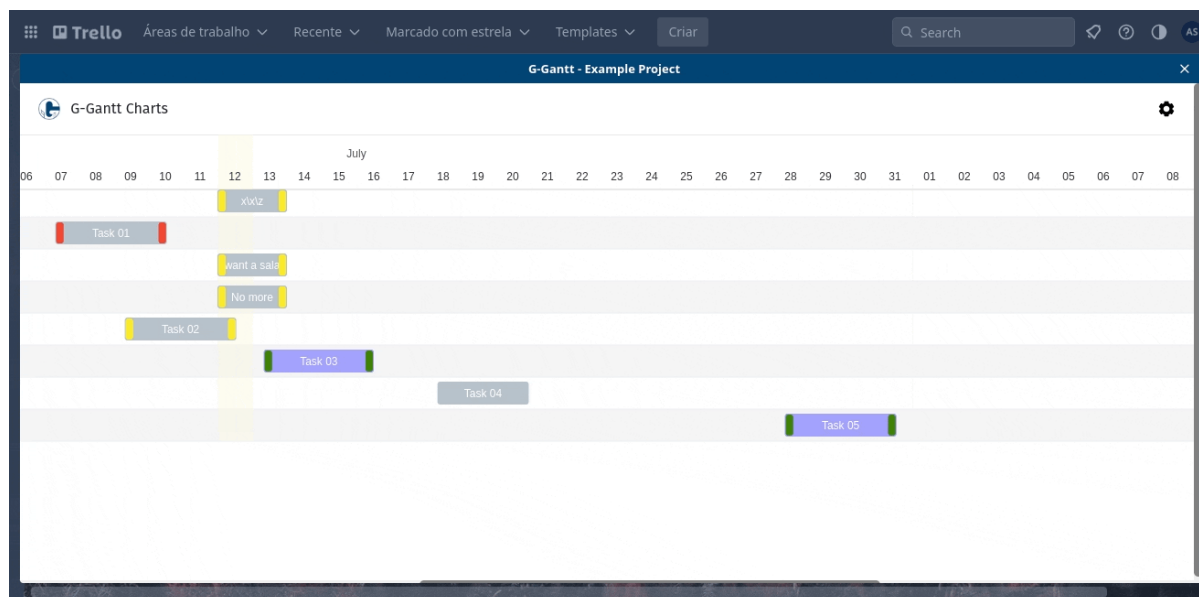 Trello Áreas de trabalho Recente Marcado com estrela Templates Criar Search AS
G-Gantt - Example Project
G-Gantt Charts
July
06 07 08 09 10 11 12 13 14 15 16 17 18 19 20 21 22 23 24 25 26 27 28 29 30 31 01 02 03 04 05 06 07 08
x\x\z
Task 01
want a sala
No more
Task 02
Task 03
Task 04
Task 05